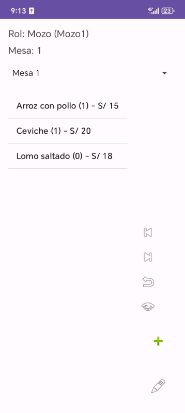 9:13
Rol: Mozo (Mozo1)
Mesa: 1
Mesa 1
Arroz con pollo (1) - S/ 15
Ceviche (1) - S/ 20
Lomo saltado (0) - S/ 18